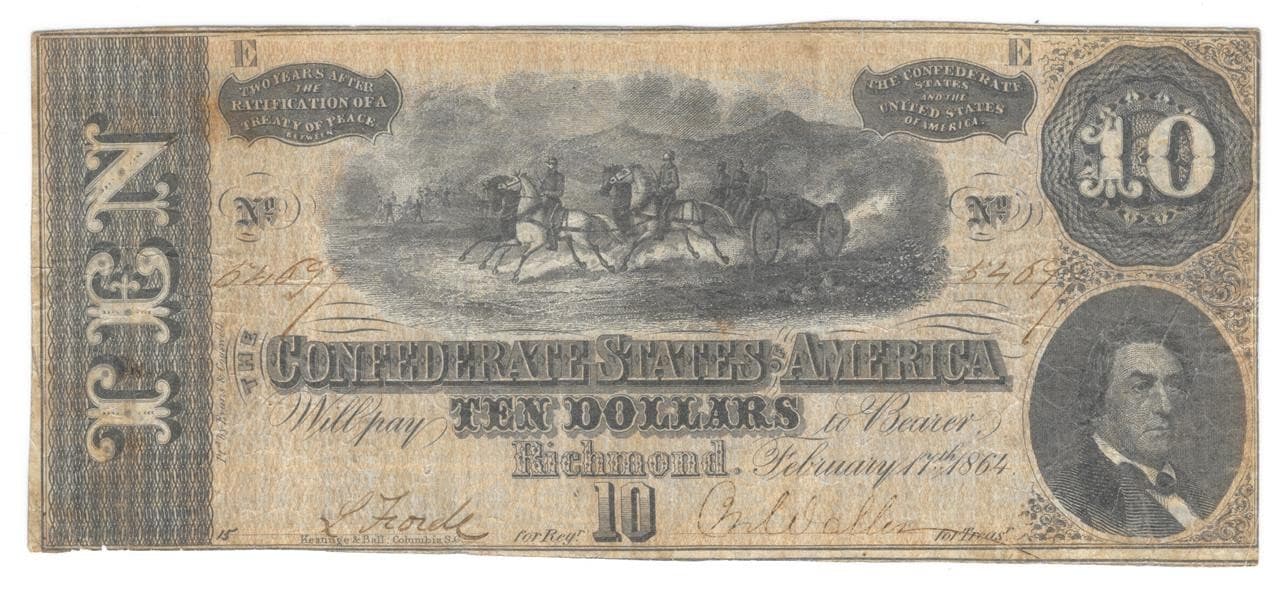 E
E
TWO YEARS AFTER
THE
RATIFICATION OF A
TREATY OF PEACE
BETWEEN
THE CONFEDERATE
STATES
AND THE
UNITED STATES
OF AMERICA.
10
TEN
No
No
THE
CONFEDERATE STATES OF AMERICA
Will pay TEN DOLLARS to Bearer.
Richmond. February 17th. 1864
10
15
for Regr
for Treasr
Keatinge & Ball, Columbia S.C.